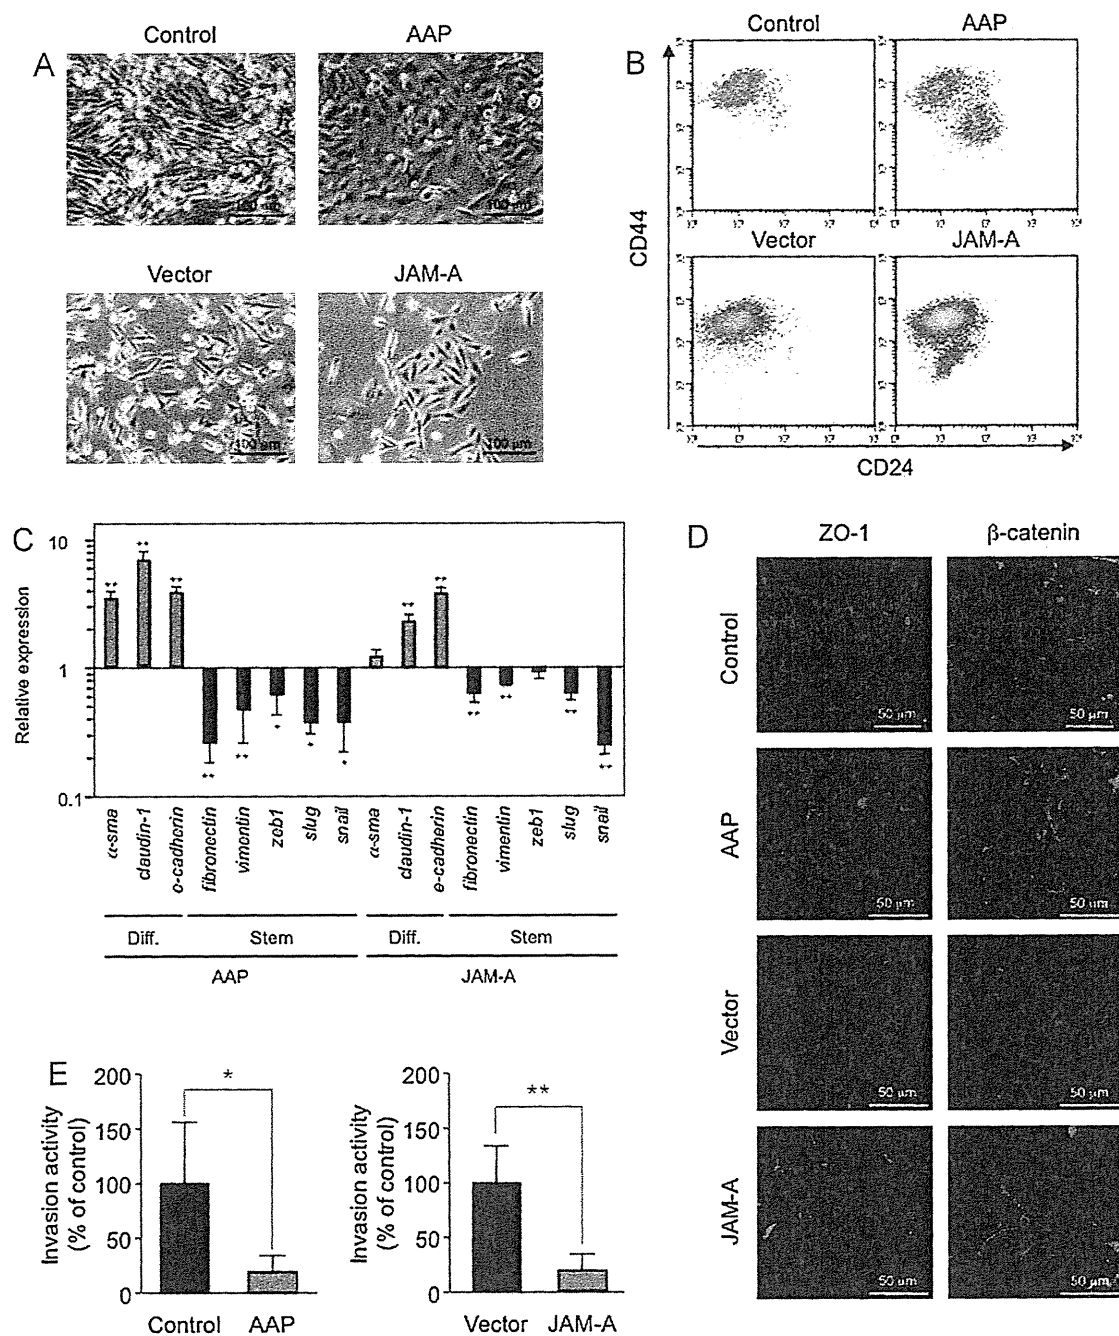 A
Control
AAP
100 µm
100 µm
Vector
JAM-A
100 µm
100 µm
B
Control
AAP
Vector
JAM-A
CD44
CD24
C
Relative expression
10
1
0.1
**
**
**
**
**
*
*
*
**
**
**
**
**
**
α-sma
claudin-1
e-cadherin
fibronectin
vimentin
zeb1
slug
snail
α-sma
claudin-1
e-cadherin
fibronectin
vimentin
zeb1
slug
snail
Diff.
Stem
Diff.
Stem
AAP
JAM-A
D
ZO-1
β-catenin
Control
50 µm
50 µm
AAP
50 µm
50 µm
Vector
50 µm
50 µm
JAM-A
50 µm
50 µm
E
Invasion activity
(% of control)
200
150
100
50
0
*
Control
AAP
Invasion activity
(% of control)
200
150
100
50
0
**
Vector
JAM-A